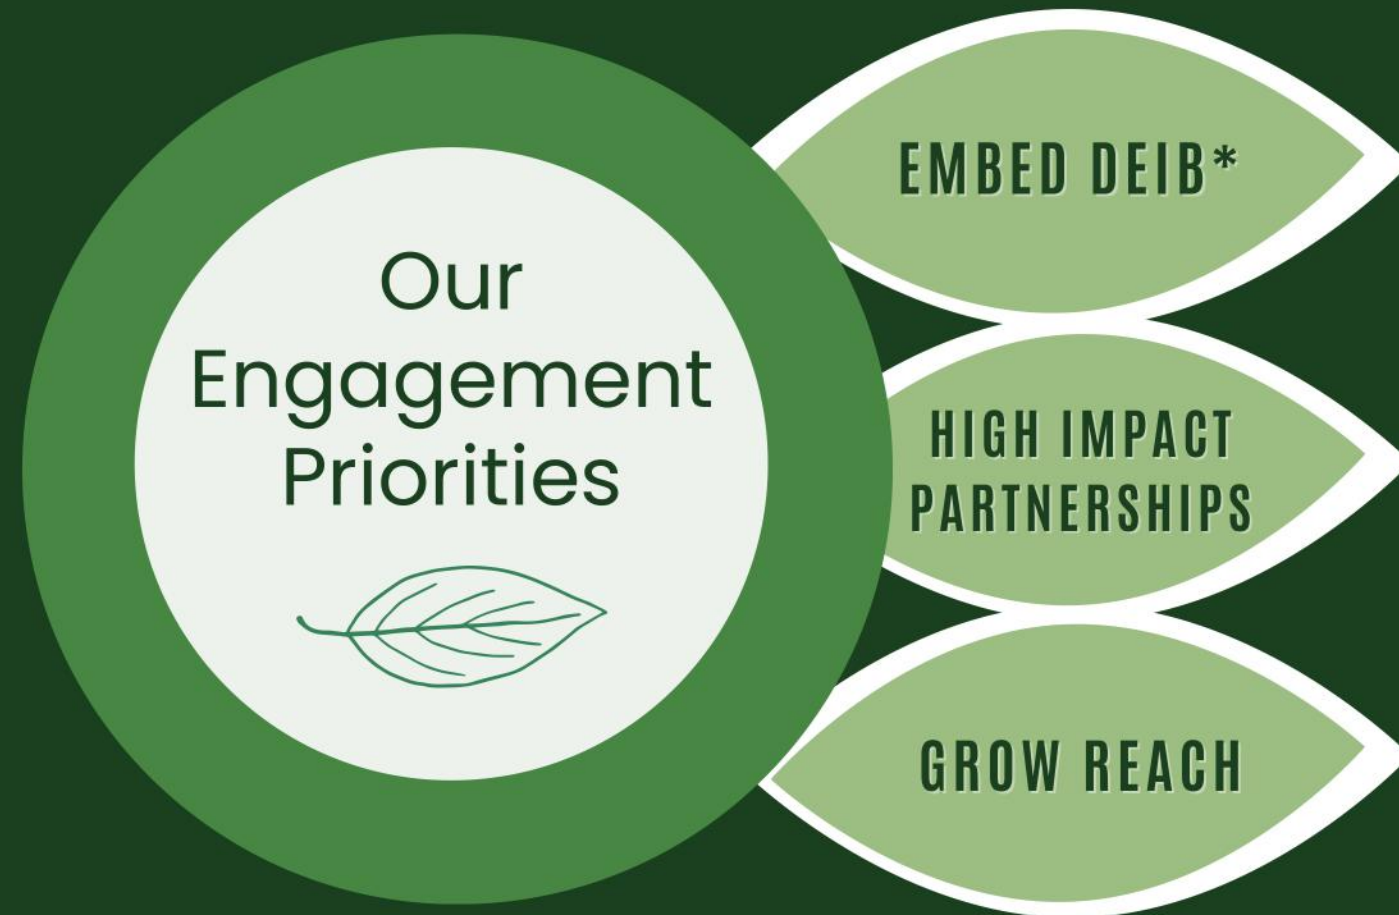 Our
Engagement
Priorities
EMBED DEIB*
HIGH IMPACT
PARTNERSHIPS
GROW REACH